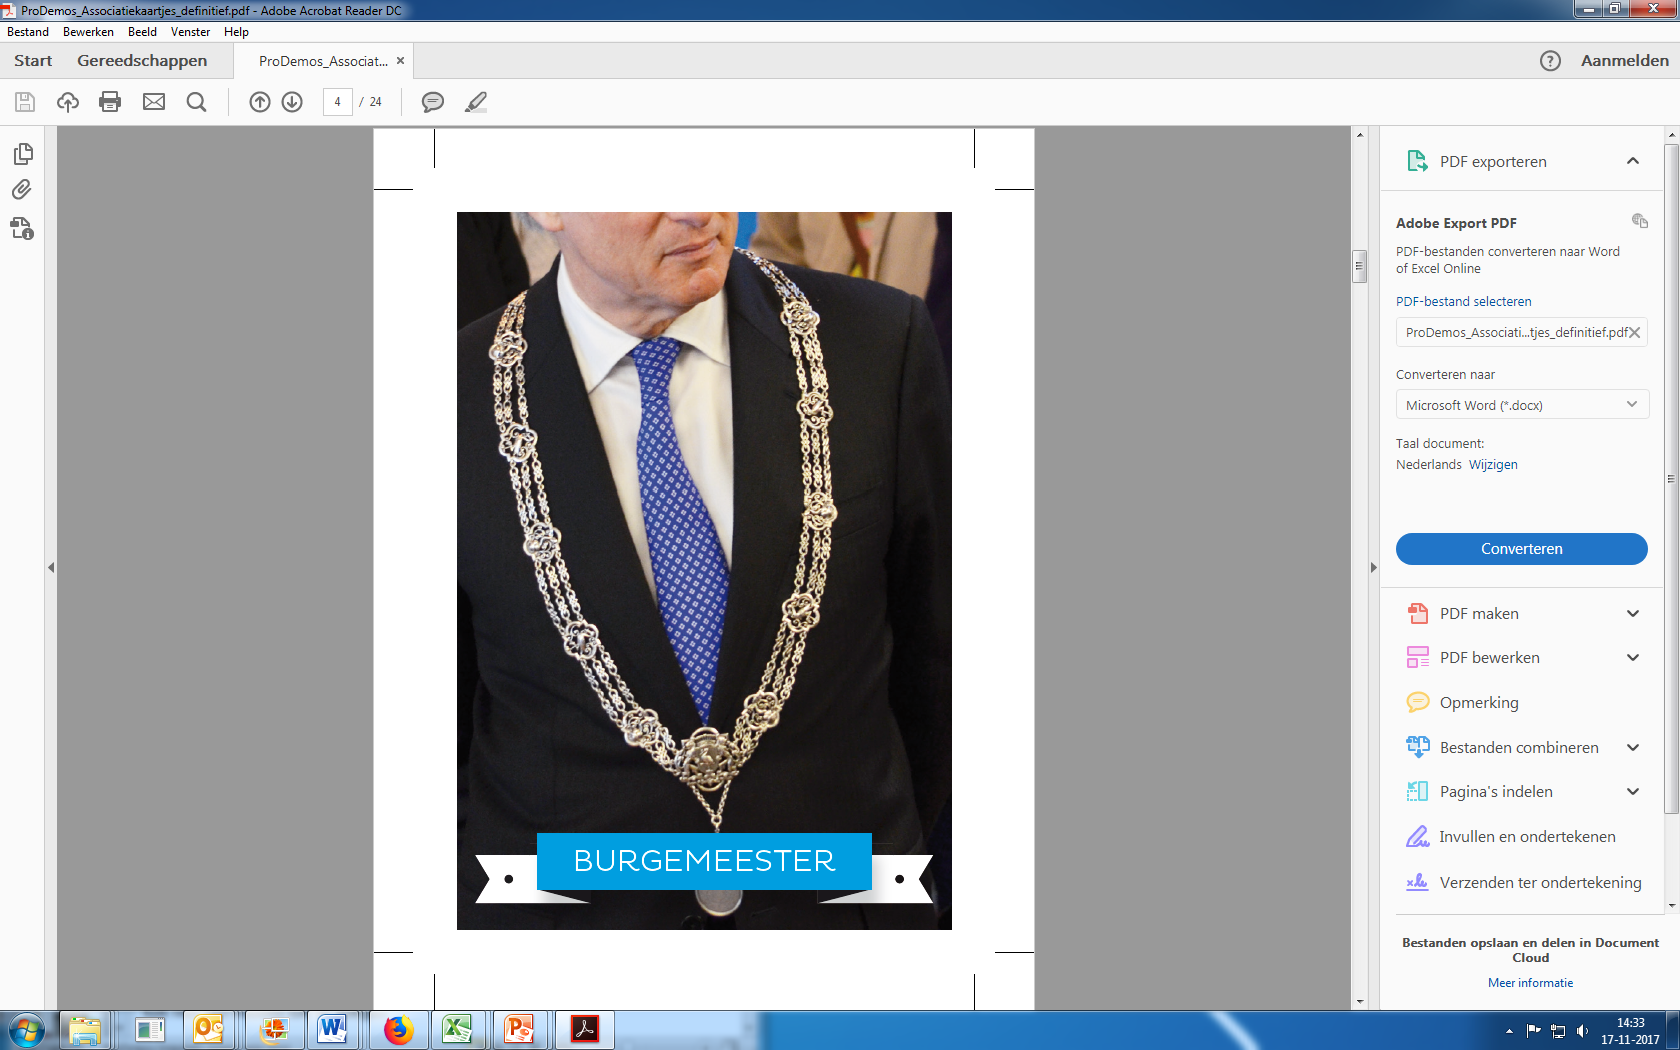 ProDemos_Associatiekaartjes_definitief.pdf - Adobe Acrobat Reader DC
Bestand Bewerken Beeld Venster Help
Start Gereedschappen ProDemos_Associat... × ? Aanmelden
4 / 24
PDF exporteren
Adobe Export PDF
PDF-bestanden converteren naar Word
of Excel Online
PDF-bestand selecteren
ProDemos_Associati...tjes_definitief.pdf
Converteren naar
Microsoft Word (*.docx)
Taal document:
Nederlands Wijzigen
Converteren
PDF maken
PDF bewerken
Opmerking
Bestanden combineren
Pagina's indelen
Invullen en ondertekenen
Verzenden ter ondertekening
Bestanden opslaan en delen in Document
Cloud
Meer informatie
BURGEMEESTER
14:33
17-11-2017